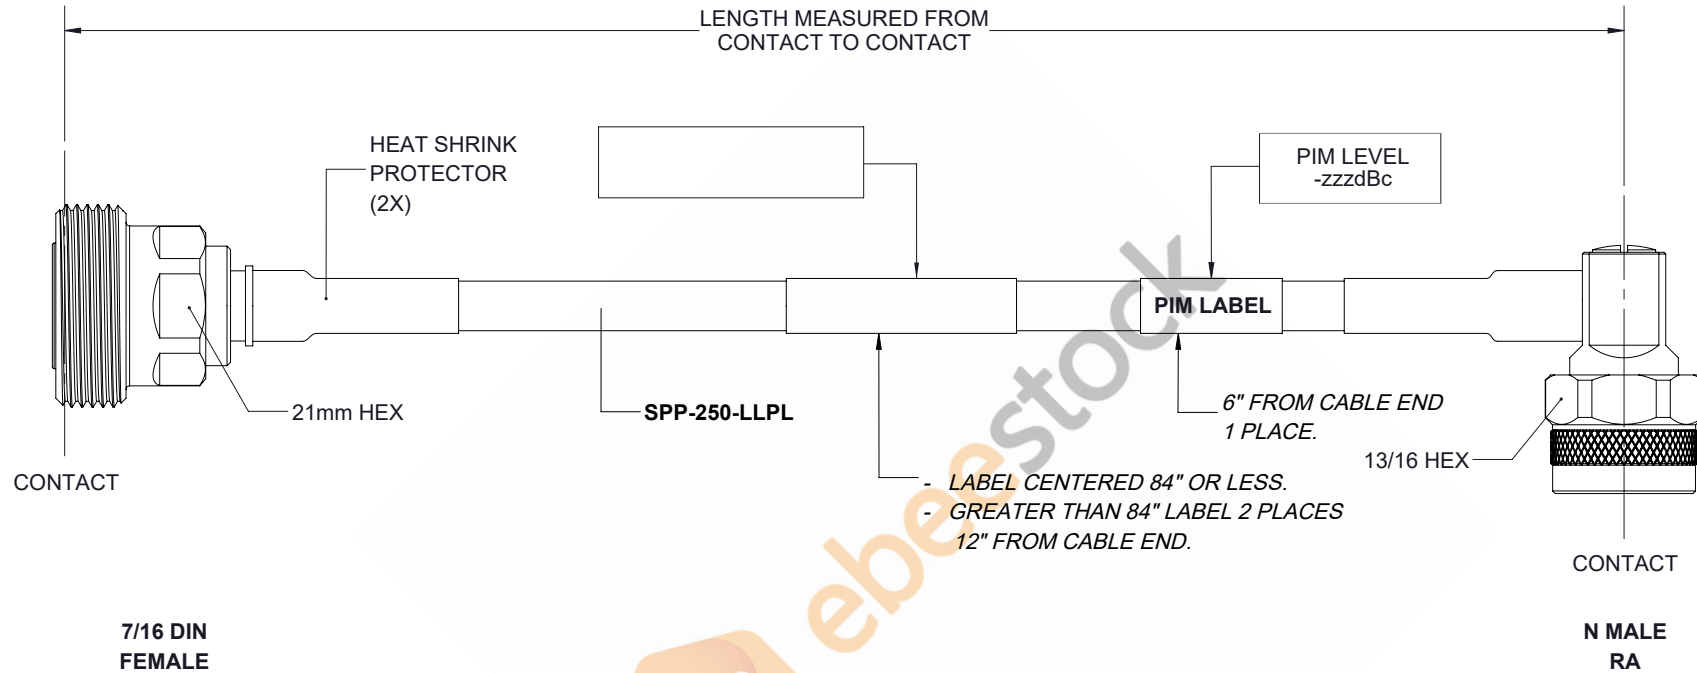 LENGTH MEASURED FROM
CONTACT TO CONTACT
HEAT SHRINK
PROTECTOR
(2X)
PIM LEVEL
-zzzdBc
PIM LABEL
21mm HEX
SPP-250-LLPL
6" FROM CABLE END
1 PLACE.
13/16 HEX
CONTACT
- LABEL CENTERED 84" OR LESS.
- GREATER THAN 84" LABEL 2 PLACES
12" FROM CABLE END.
CONTACT
7/16 DIN
FEMALE
N MALE
RA
ebeestock